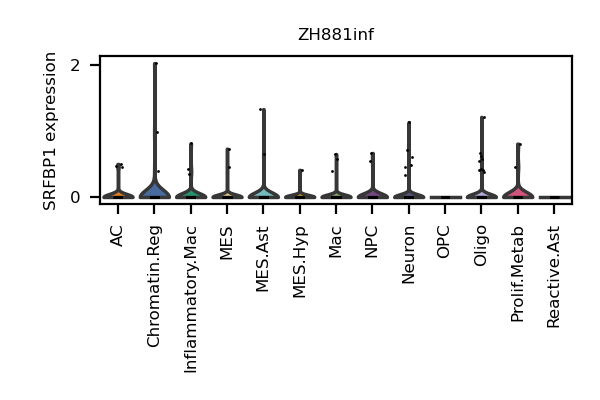 ZH881inf
SRFBP1 expression
2
0
AC
Chromatin.Reg
Inflammatory.Mac
MES
MES.Ast
MES.Hyp
Mac
NPC
Neuron
OPC
Oligo
Prolif.Metab
Reactive.Ast